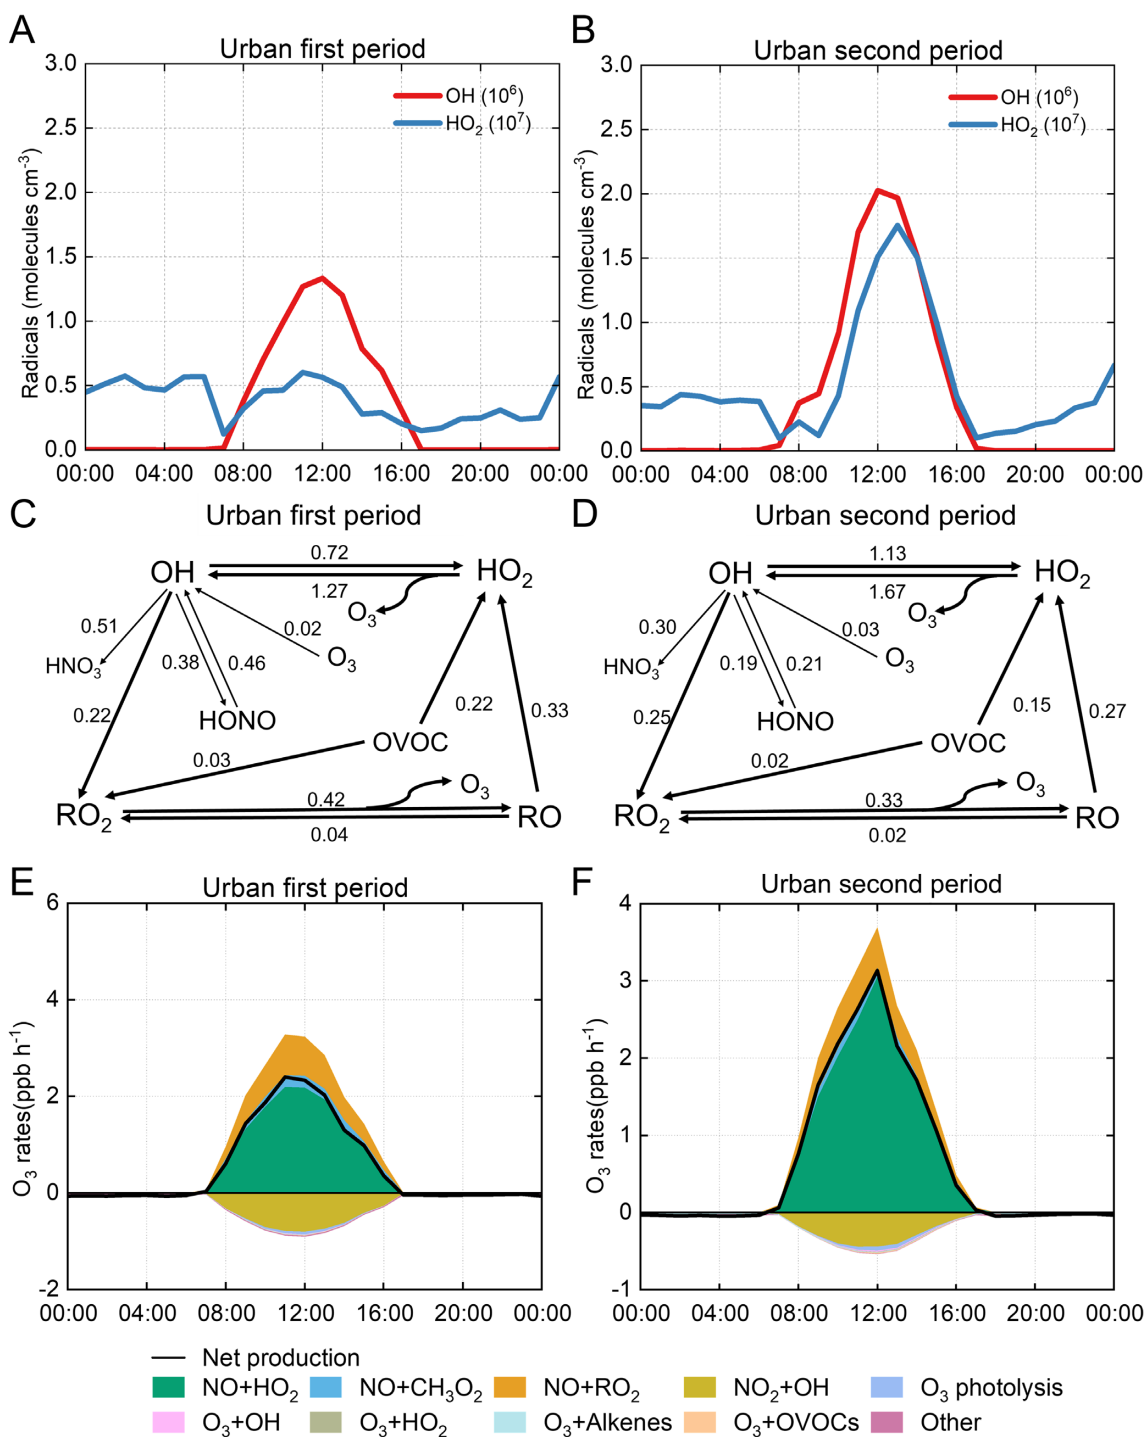 A
Urban first period
3.0
2.5
2.0
1.5
1.0
0.5
0.0
Radicals (molecules cm⁻³)
OH (10⁶)
HO₂ (10⁷)
00:00 04:00 08:00 12:00 16:00 20:00 00:00
B
Urban second period
3.0
2.5
2.0
1.5
1.0
0.5
0.0
Radicals (molecules cm⁻³)
OH (10⁶)
HO₂ (10⁷)
00:00 04:00 08:00 12:00 16:00 20:00 00:00
C
Urban first period
0.72
OH
HO₂
1.27
O₃
0.51
0.02
HNO₃
0.38
0.46
O₃
0.22
HONO
0.22
0.33
OVOC
0.03
O₃
0.42
RO₂
RO
0.04
D
Urban second period
1.13
OH
HO₂
1.67
O₃
0.30
0.03
HNO₃
0.19
0.21
O₃
0.25
HONO
0.15
0.27
OVOC
0.02
O₃
0.33
RO₂
RO
0.02
E
Urban first period
6
4
2
0
-2
O₃ rates(ppb h⁻¹)
00:00 04:00 08:00 12:00 16:00 20:00 00:00
F
Urban second period
4
3
2
1
0
-1
O₃ rates(ppb h⁻¹)
00:00 04:00 08:00 12:00 16:00 20:00 00:00
Net production
NO+HO₂ NO+CH₃O₂ NO+RO₂ NO₂+OH O₃ photolysis
O₃+OH O₃+HO₂ O₃+Alkenes O₃+OVOCs Other